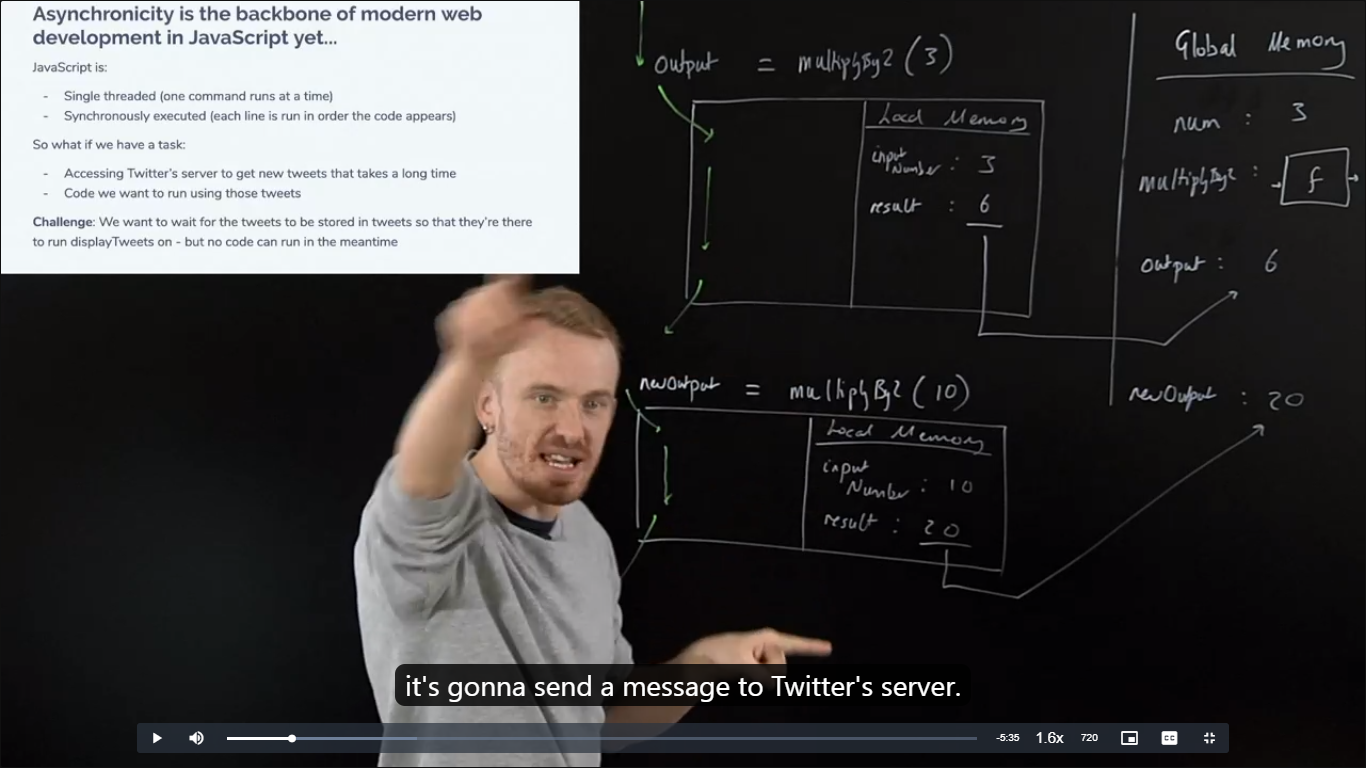 Asynchronicity is the backbone of modern web
development in JavaScript yet...
JavaScript is:
- Single threaded (one command runs at a time)
- Synchronously executed (each line is run in order the code appears)
So what if we have a task:
- Accessing Twitter's server to get new tweets that takes a long time
- Code we want to run using those tweets
Challenge: We want to wait for the tweets to be stored in tweets so that they're there
to run displayTweets on - but no code can run in the meantime
output = multiplyBy2 (3)
Local Memory
input
Number : 3
result : 6
newOutput = multiplyBy2 (10)
Local Memory
input
Number : 10
result : 20
Global Memory
num : 3
multiplyBy2 : f
output : 6
newOutput : 20
it's gonna send a message to Twitter's server.
-5:35 1.6x 720 CC